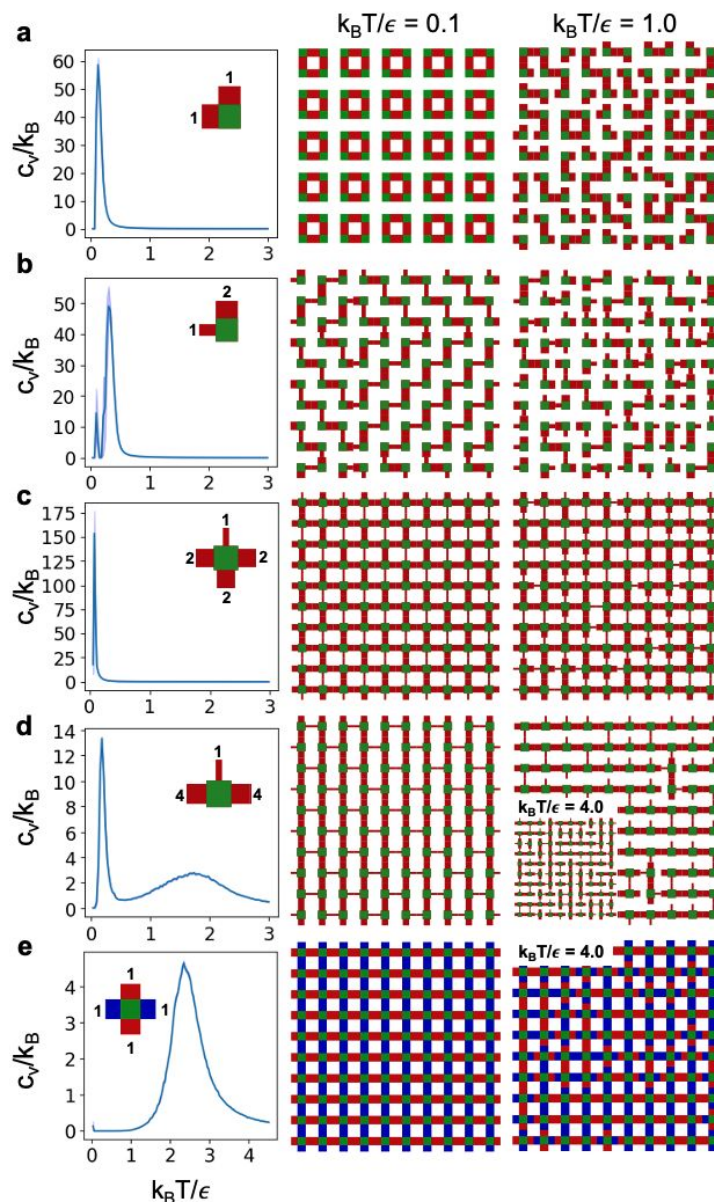 k_BT/ϵ = 0.1
k_BT/ϵ = 1.0
a
60
50
40
30
20
10
0
c_v/k_B
1
1
0 1 2 3
b
50
40
30
20
10
0
c_v/k_B
2
1
0 1 2 3
c
175
150
125
100
75
50
25
0
c_v/k_B
1
2 2
2
0 1 2 3
d
14
12
10
8
6
4
2
0
c_v/k_B
1
4 4
0 1 2 3
k_BT/ϵ = 4.0
e
4
3
2
1
0
c_v/k_B
1
1 1
1
0 1 2 3 4
k_BT/ϵ
k_BT/ϵ = 4.0